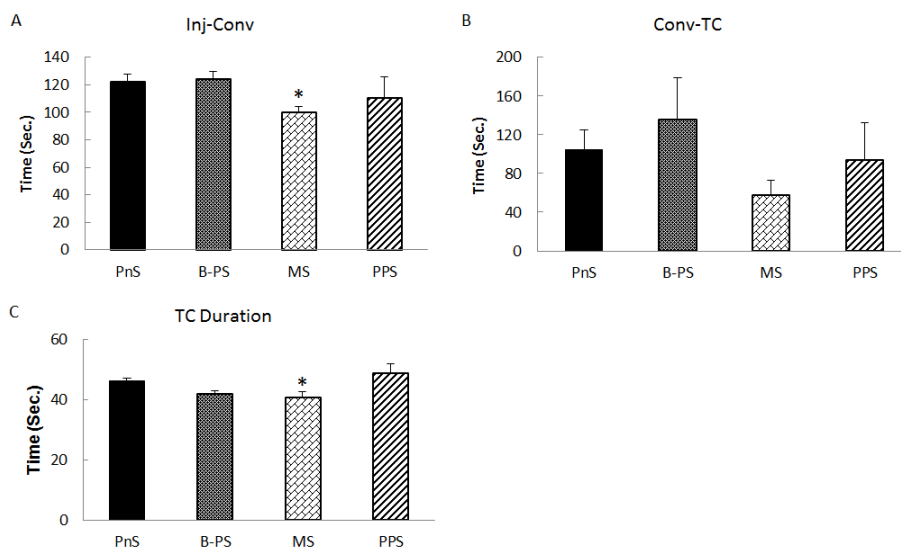 A
Inj-Conv
Time (Sec.)
140
120
100
80
60
40
20
0
*
PnS B-PS MS PPS
B
Conv-TC
Time (Sec.)
200
160
120
80
40
0
PnS B-PS MS PPS
C
TC Duration
Time (Sec.)
60
40
20
0
*
PnS B-PS MS PPS